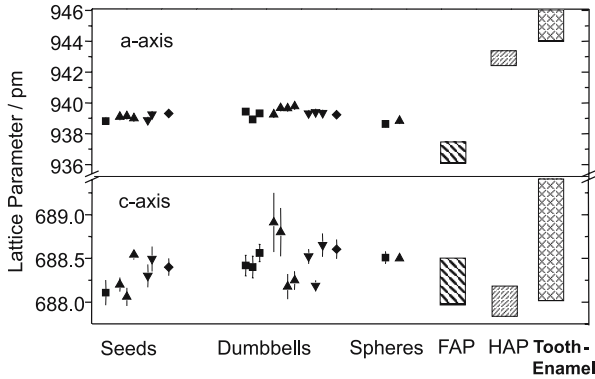 946
a-axis
944
942
940
938
936
Lattice Parameter / pm
c-axis
689.0
688.5
688.0
Seeds Dumbbells Spheres FAP HAP Tooth-
Enamel